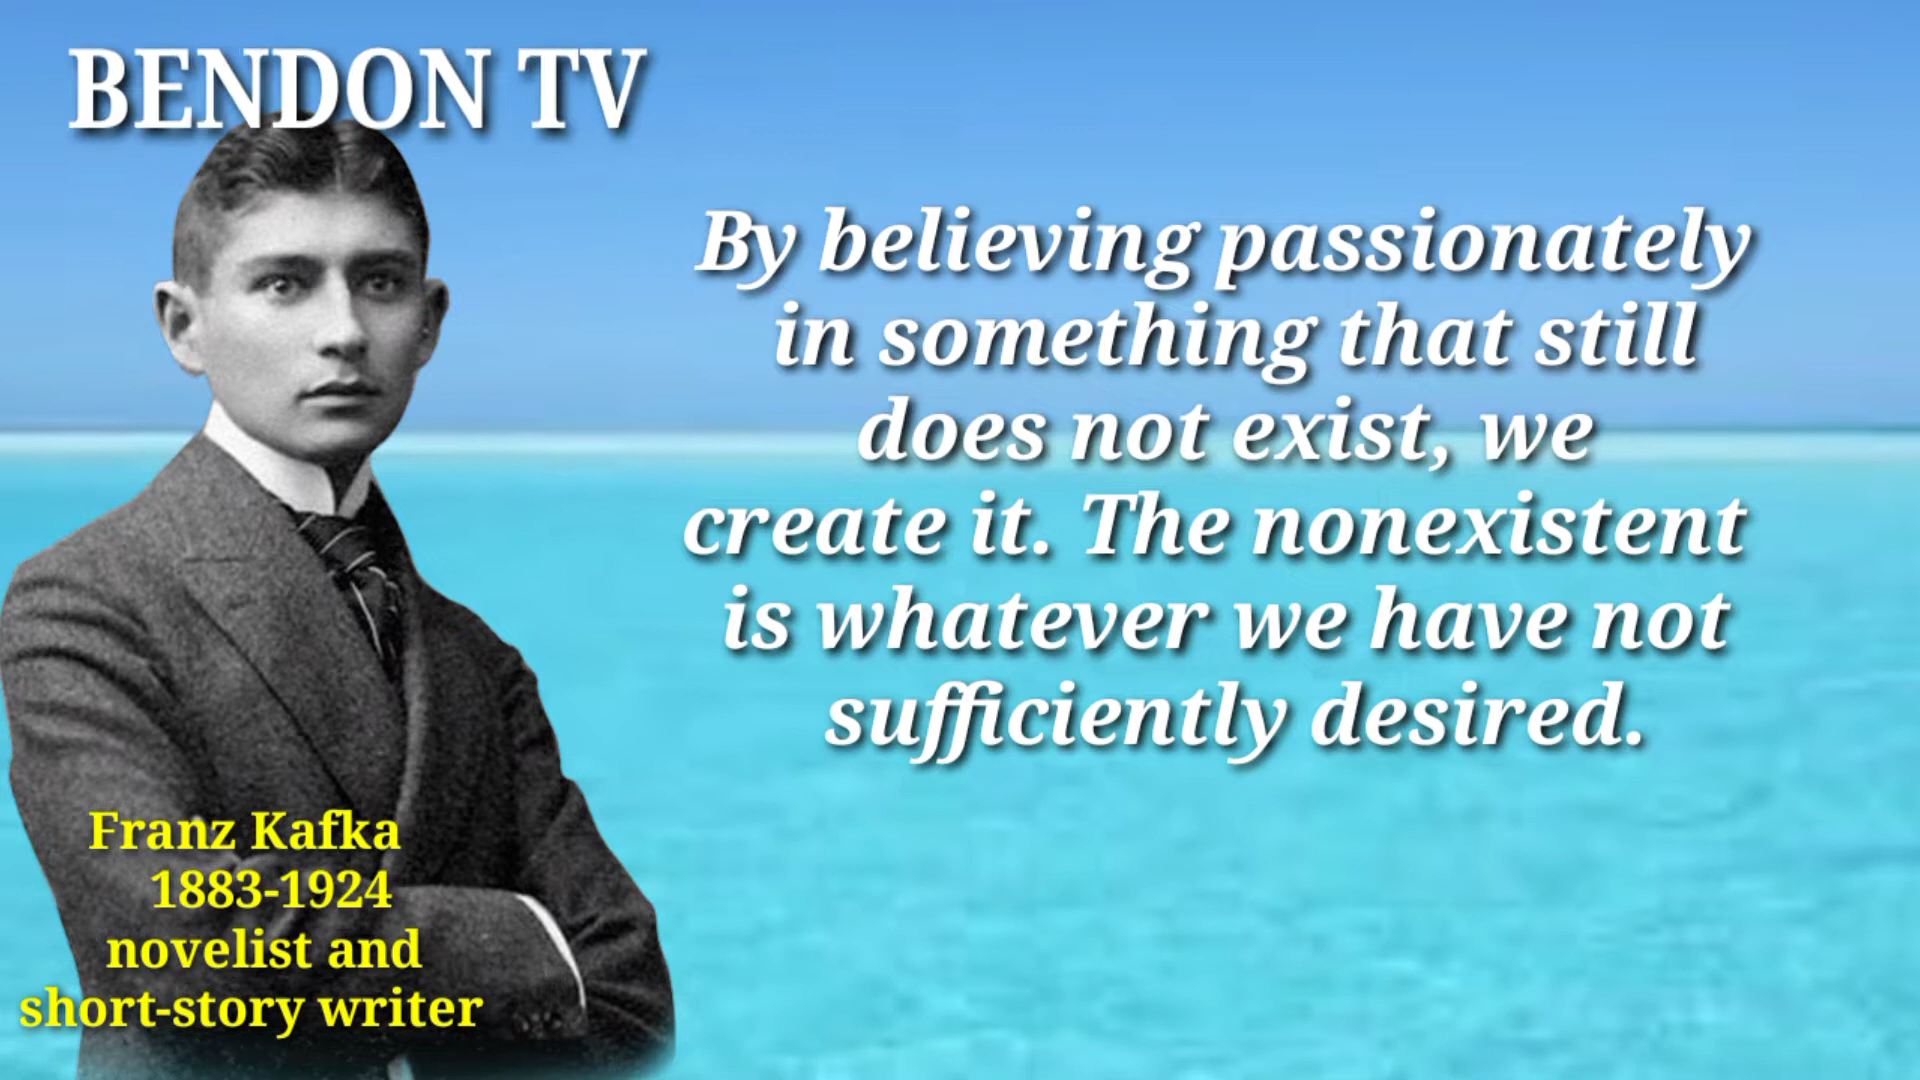 BENDON TV
By believing passionately
in something that still
does not exist, we
create it. The nonexistent
is whatever we have not
sufficiently desired.
Franz Kafka
1883-1924
novelist and
short-story writer